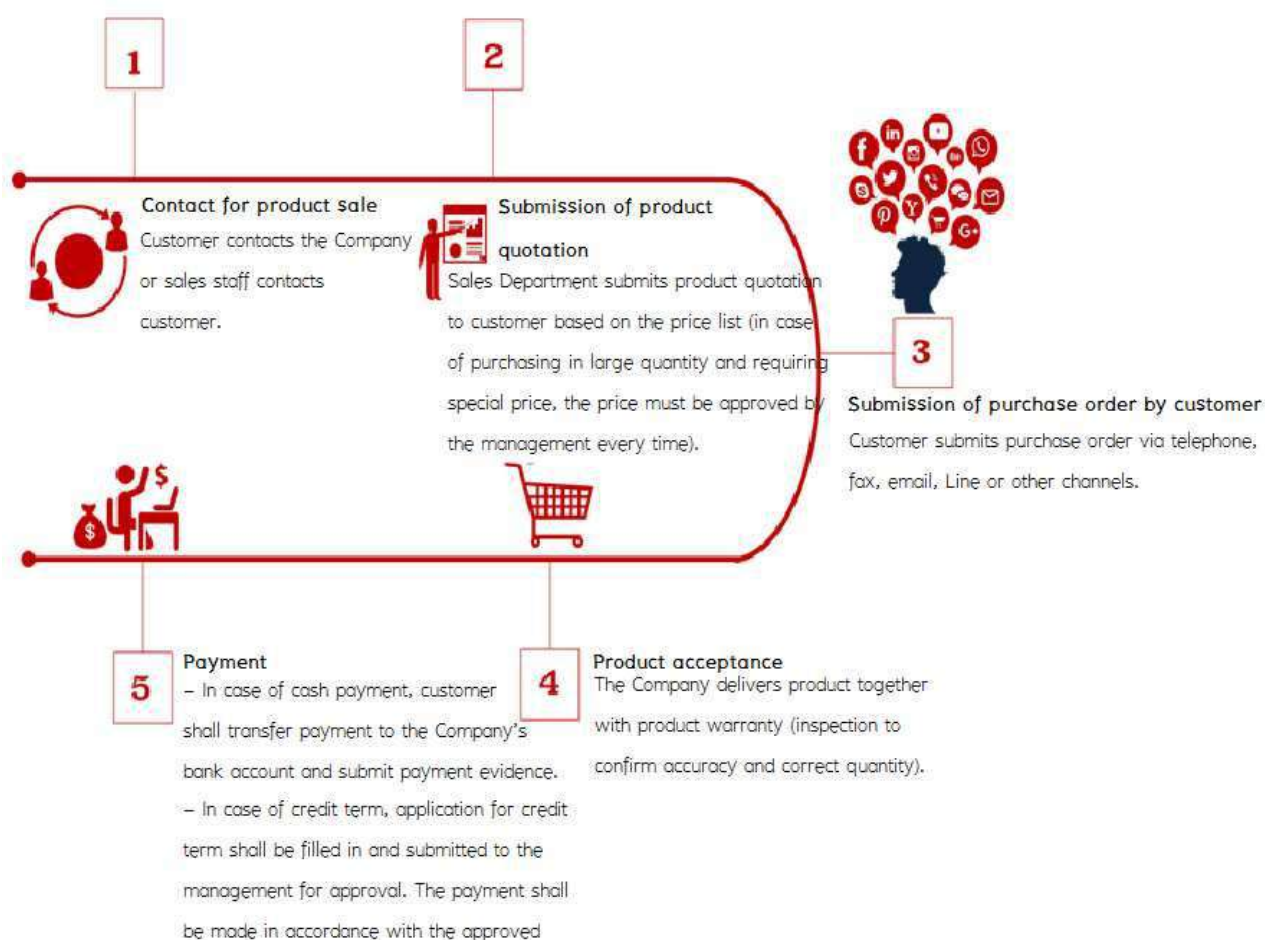 1
Contact for product sale
Customer contacts the Company
or sales staff contacts
customer.
2
Submission of product
quotation
Sales Department submits product quotation
to customer based on the price list (in case
of purchasing in large quantity and requiring
special price, the price must be approved by
the management every time).
3
Submission of purchase order by customer
Customer submits purchase order via telephone,
fax, email, Line or other channels.
4
Product acceptance
The Company delivers product together
with product warranty (inspection to
confirm accuracy and correct quantity).
5
Payment
– In case of cash payment, customer
shall transfer payment to the Company's
bank account and submit payment evidence.
– In case of credit term, application for credit
term shall be filled in and submitted to the
management for approval. The payment shall
be made in accordance with the approved